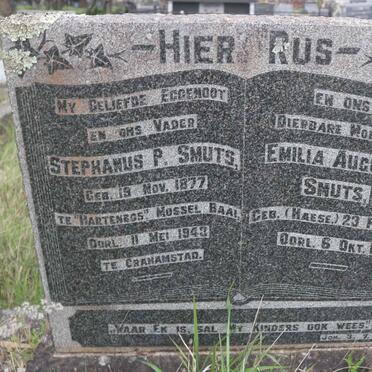 HIER RUS
MY GELIEFDE EGGENOOT
EN ONS VADER
STEPHANUS P. SMUTS,
GEB. 19 NOV. 1877
TE "HARTENBOS" MOSSEL BAAI,
OORL. 11 MEI 1943
TE GRAHAMSTAD.
EN ONS
DIERBARE
EMILIA
SMUTS,
GEB. (HAESE) 23
OORL. 6 OKT.
"WAAR EK IS, SAL MY KINDERS OOK WEES.
JOH.